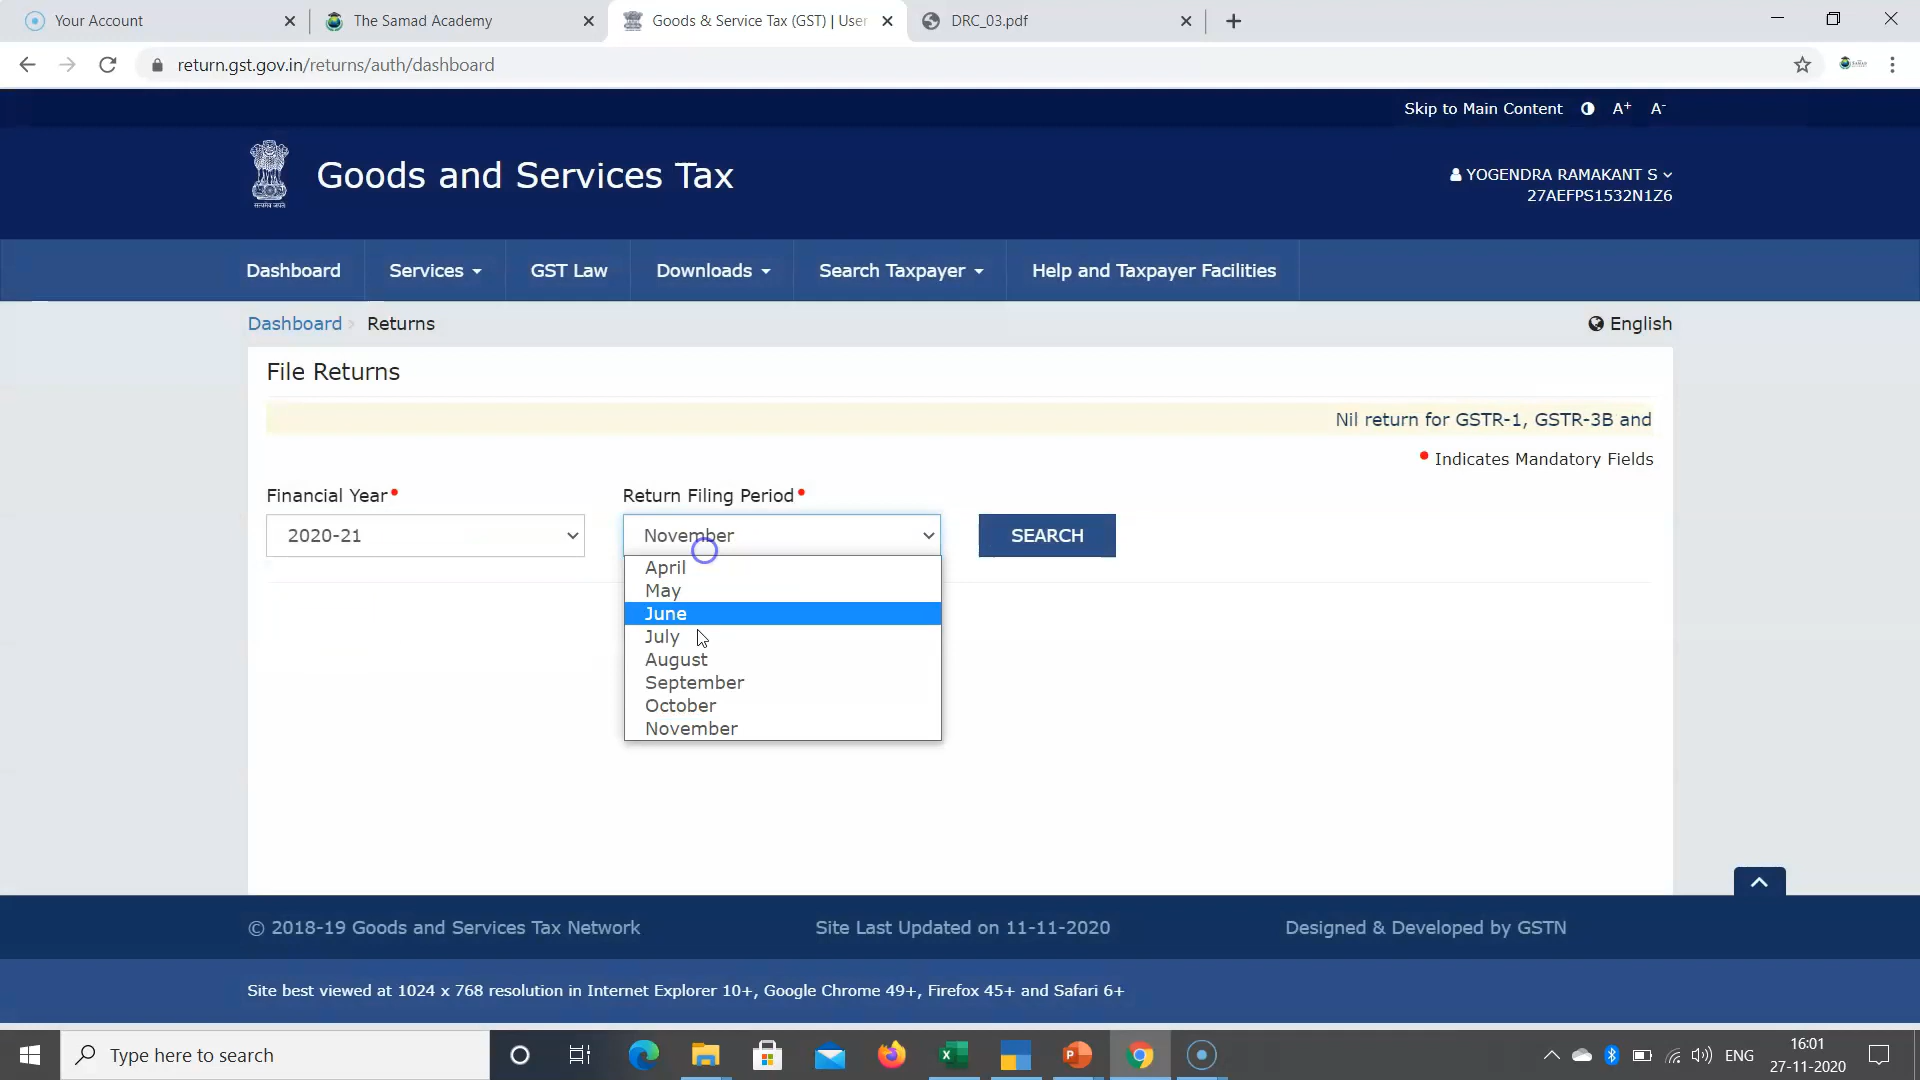 Your Account
The Samad Academy
Goods & Service Tax (GST) | User
DRC_03.pdf
return.gst.gov.in/returns/auth/dashboard
Skip to Main Content
A+
A-
सत्यमेव जयते
Goods and Services Tax
YOGENDRA RAMAKANT S
27AEFPS1532N1Z6
Dashboard
Services
GST Law
Downloads
Search Taxpayer
Help and Taxpayer Facilities
Dashboard
Returns
English
File Returns
Nil return for GSTR-1, GSTR-3B and
Indicates Mandatory Fields
Financial Year
Return Filing Period
2020-21
November
SEARCH
April
May
June
July
August
September
October
November
© 2018-19 Goods and Services Tax Network
Site Last Updated on 11-11-2020
Designed & Developed by GSTN
Site best viewed at 1024 x 768 resolution in Internet Explorer 10+, Google Chrome 49+, Firefox 45+ and Safari 6+
Type here to search
ENG
16:01
27-11-2020